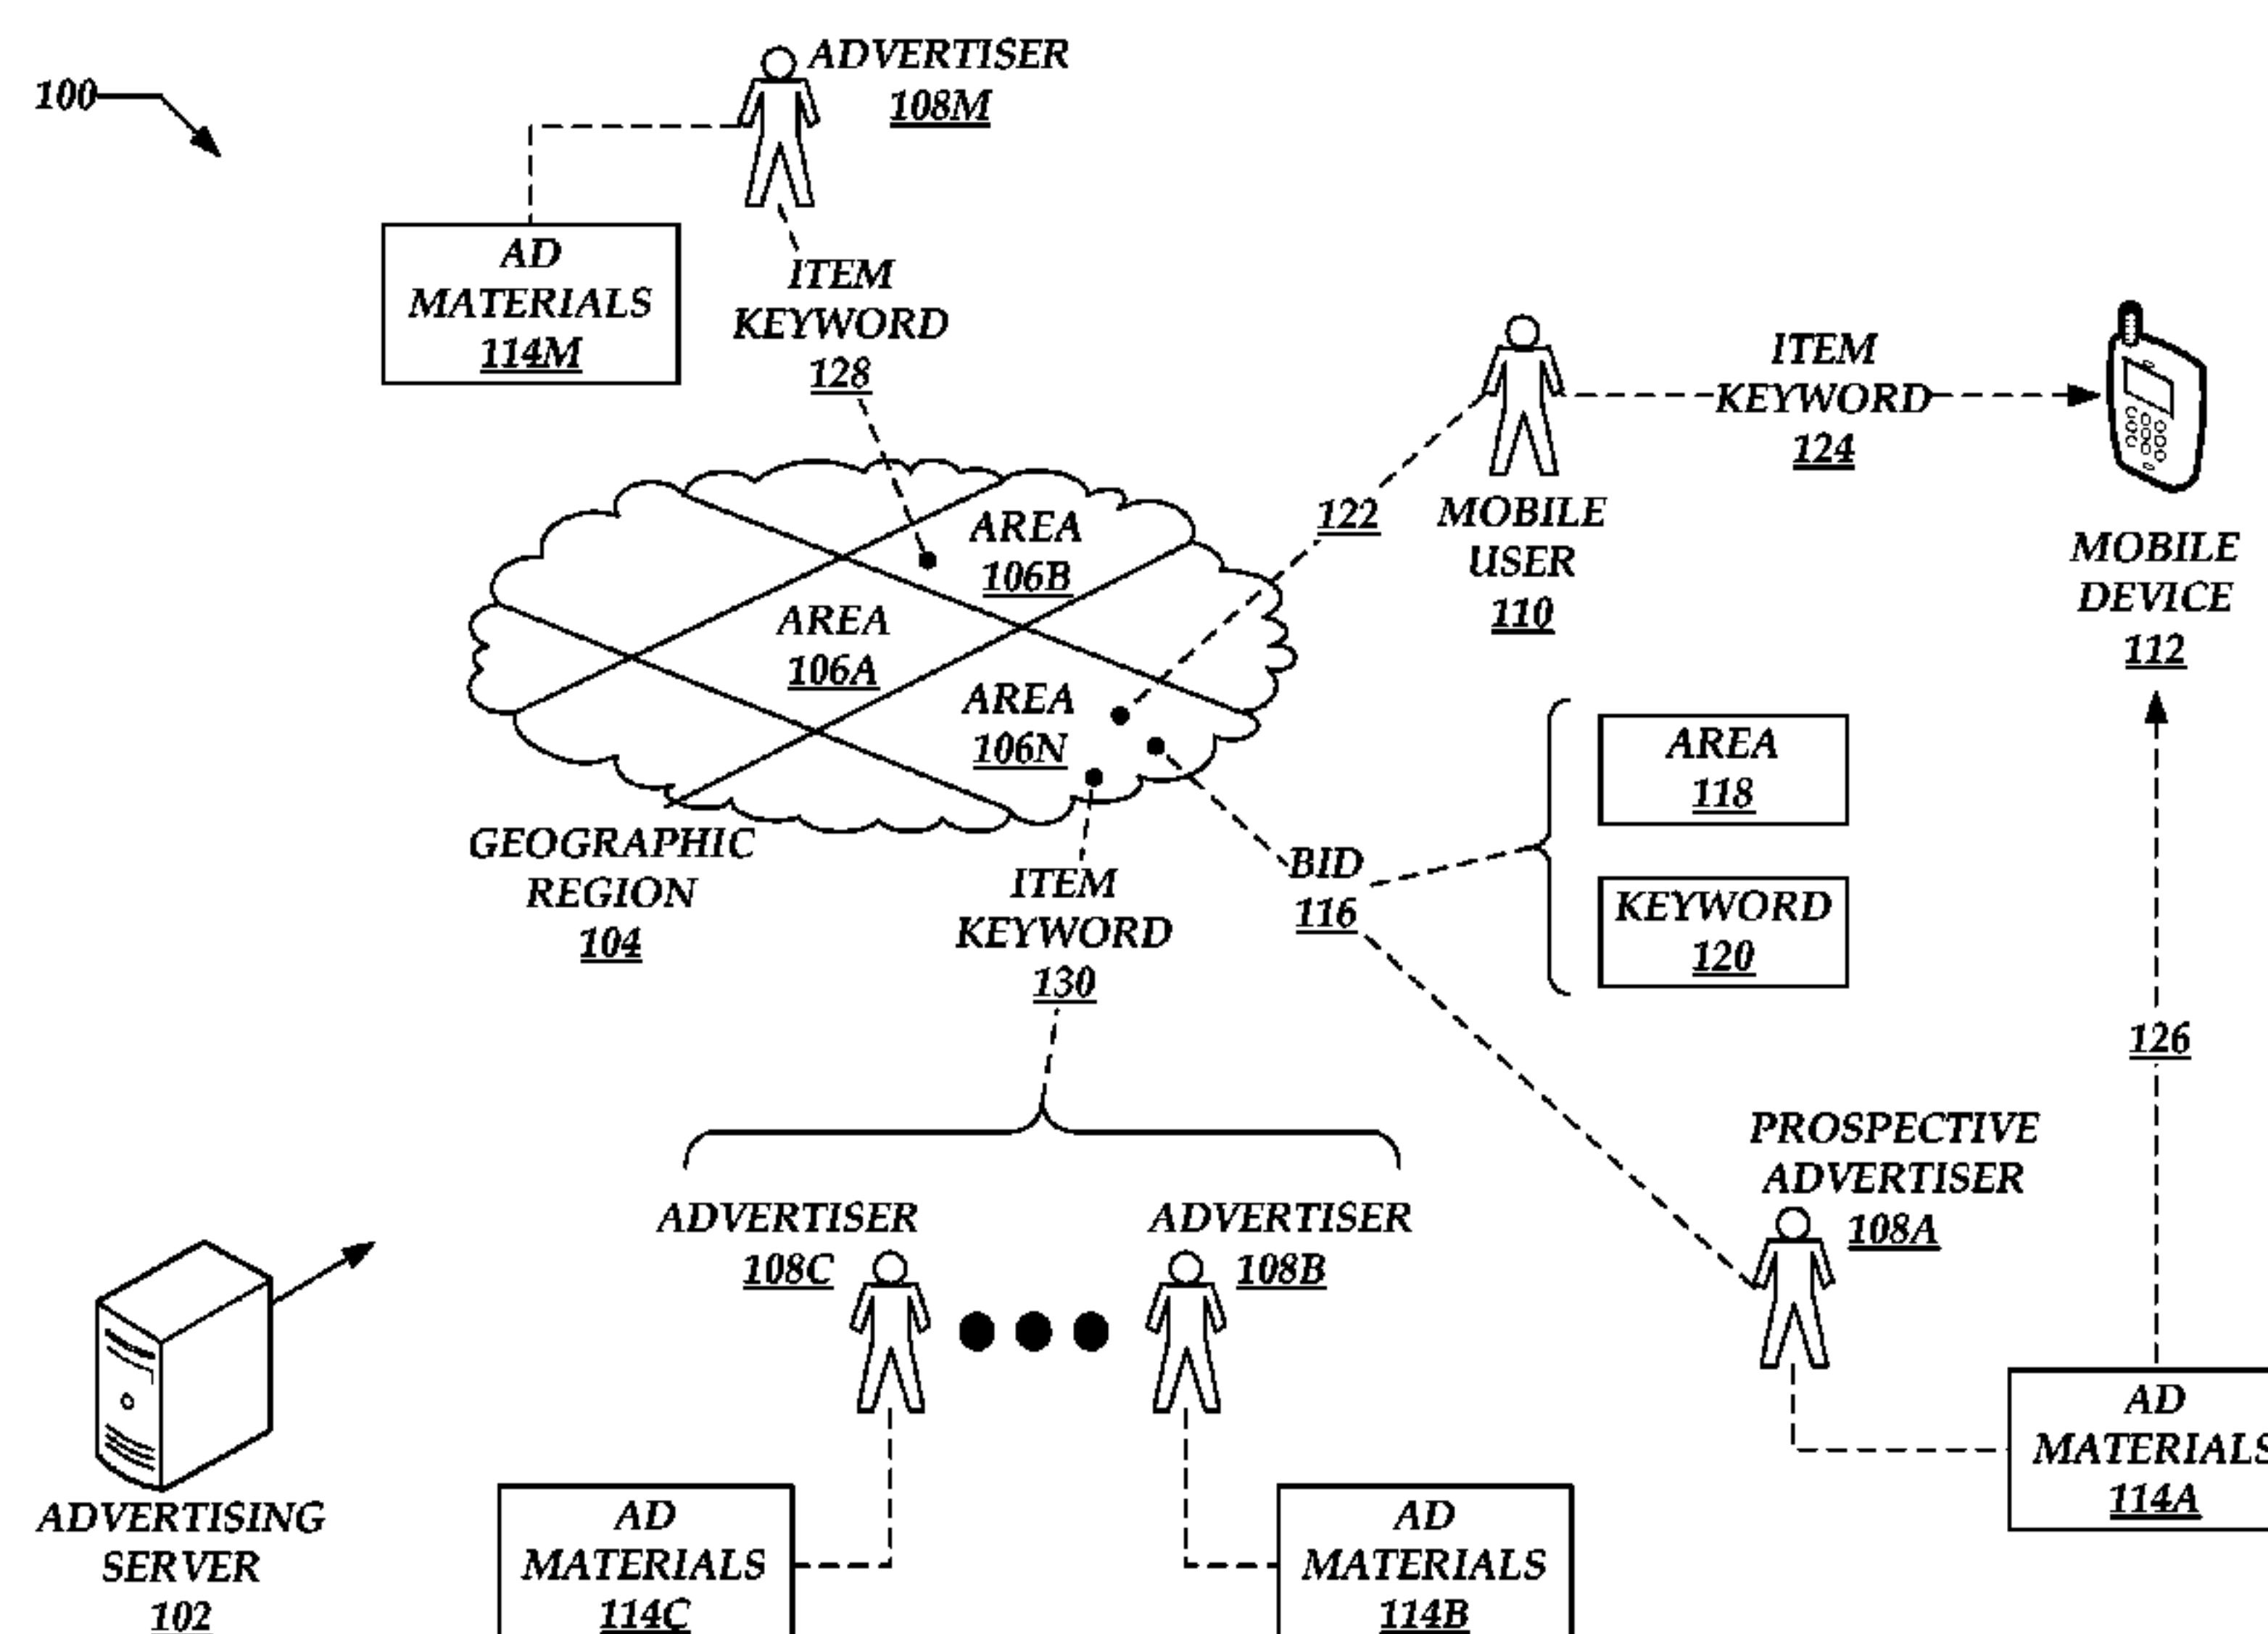 100
ADVERTISER
108M
AD
MATERIALS
114M
ITEM
KEYWORD
128
ITEM
KEYWORD
124
122
MOBILE
USER
110
MOBILE
DEVICE
112
AREA
106B
AREA
106A
AREA
106N
GEOGRAPHIC
REGION
104
ITEM
KEYWORD
130
BID
116
AREA
118
KEYWORD
120
126
PROSPECTIVE
ADVERTISER
108A
ADVERTISER
108C
ADVERTISER
108B
AD
MATERIALS
114A
ADVERTISING
SERVER
102
AD
MATERIALS
114C
AD
MATERIALS
114B